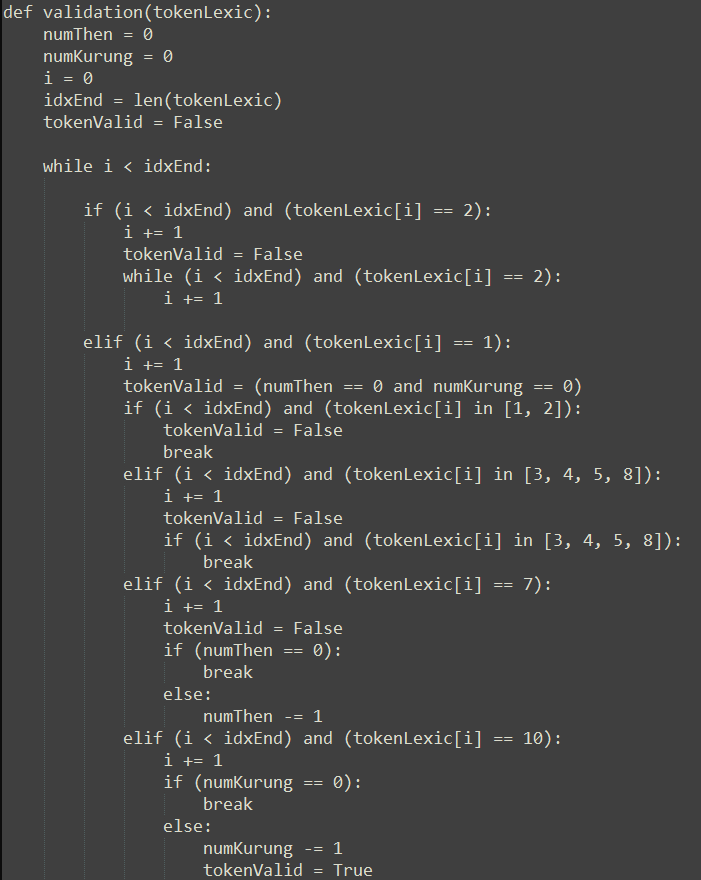 def validation(tokenLexic):
    numThen = 0
    numKurung = 0
    i = 0
    idxEnd = len(tokenLexic)
    tokenValid = False

    while i < idxEnd:

        if (i < idxEnd) and (tokenLexic[i] == 2):
            i += 1
            tokenValid = False
            while (i < idxEnd) and (tokenLexic[i] == 2):
                i += 1

        elif (i < idxEnd) and (tokenLexic[i] == 1):
            i += 1
            tokenValid = (numThen == 0 and numKurung == 0)
            if (i < idxEnd) and (tokenLexic[i] in [1, 2]):
                tokenValid = False
                break
            elif (i < idxEnd) and (tokenLexic[i] in [3, 4, 5, 8]):
                i += 1
                tokenValid = False
                if (i < idxEnd) and (tokenLexic[i] in [3, 4, 5, 8]):
                    break
            elif (i < idxEnd) and (tokenLexic[i] == 7):
                i += 1
                tokenValid = False
                if (numThen == 0):
                    break
                else:
                    numThen -= 1
            elif (i < idxEnd) and (tokenLexic[i] == 10):
                i += 1
                if (numKurung == 0):
                    break
                else:
                    numKurung -= 1
                    tokenValid = True